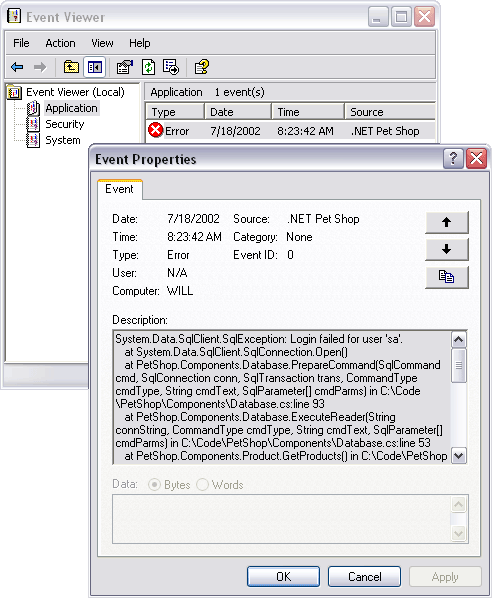 Event Viewer
File Action View Help
Event Viewer (Local)
Application
Security
System
Application 1 event(s)
Type Date Time Source
Error 7/18/2002 8:23:42 AM .NET Pet Shop
Event Properties
Event
Date: 7/18/2002 Source: .NET Pet Shop
Time: 8:23:42 AM Category: None
Type: Error Event ID: 0
User: N/A
Computer: WILL
Description:
System.Data.SqlClient.SqlException: Login failed for user 'sa'.
at System.Data.SqlClient.SqlConnection.Open()
at PetShop.Components.Database.PrepareCommand(SqlCommand
cmd, SqlConnection conn, SqlTransaction trans, CommandType
cmdType, String cmdText, SqlParameter[] cmdParms) in C:\Code
\PetShop\Components\Database.cs:line 93
at PetShop.Components.Database.ExecuteReader(String
connString, CommandType cmdType, String cmdText, SqlParameter[]
cmdParms) in C:\Code\PetShop\Components\Database.cs:line 53
at PetShop.Components.Product.GetProducts() in C:\Code\PetShop
Data: Bytes Words
OK Cancel Apply